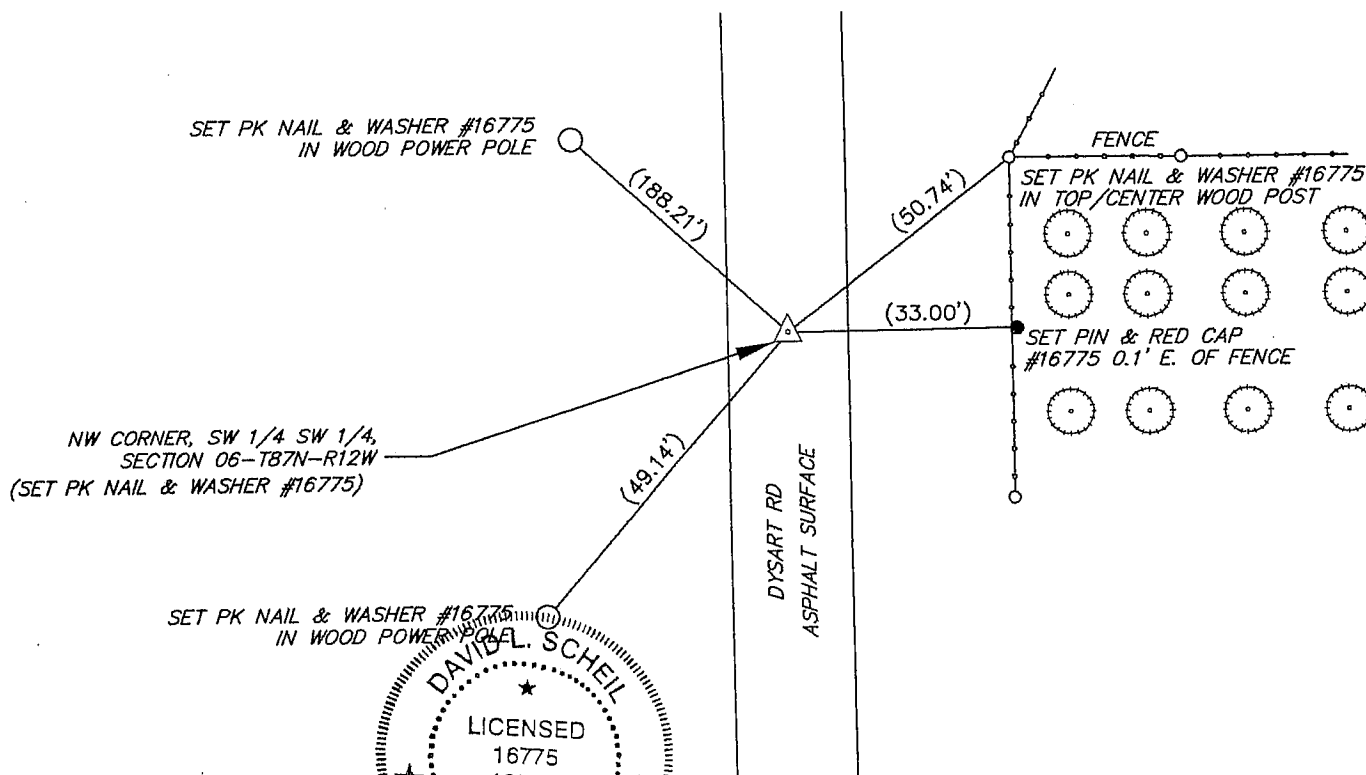 SET PK NAIL & WASHER #16775
IN WOOD POWER POLE
(188.21')
(50.74')
FENCE
SET PK NAIL & WASHER #16775
IN TOP/CENTER WOOD POST
(33.00')
SET PIN & RED CAP
#16775 0.1' E. OF FENCE
NW CORNER, SW 1/4 SW 1/4,
SECTION 06-T87N-R12W
(SET PK NAIL & WASHER #16775)
(49.14')
DYSART RD
ASPHALT SURFACE
SET PK NAIL & WASHER #16775
IN WOOD POWER POLE
DAVID L. SCHEIL
LICENSED
16775